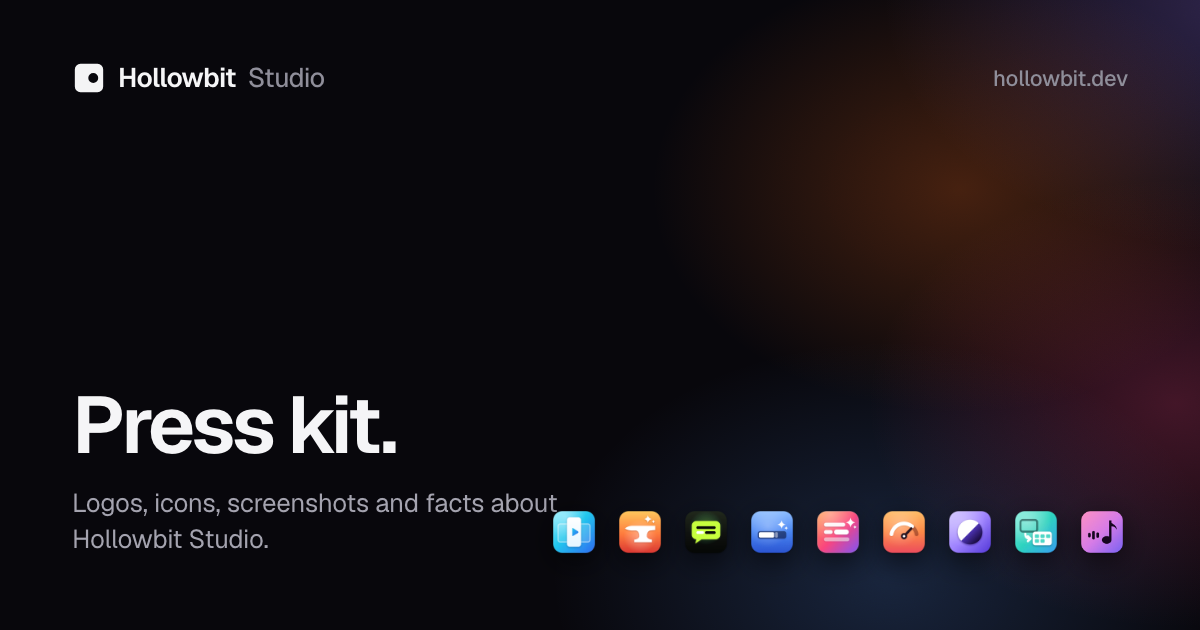 Hollowbit Studio
hollowbit.dev
Press kit.
Logos, icons, screenshots and facts about
Hollowbit Studio.